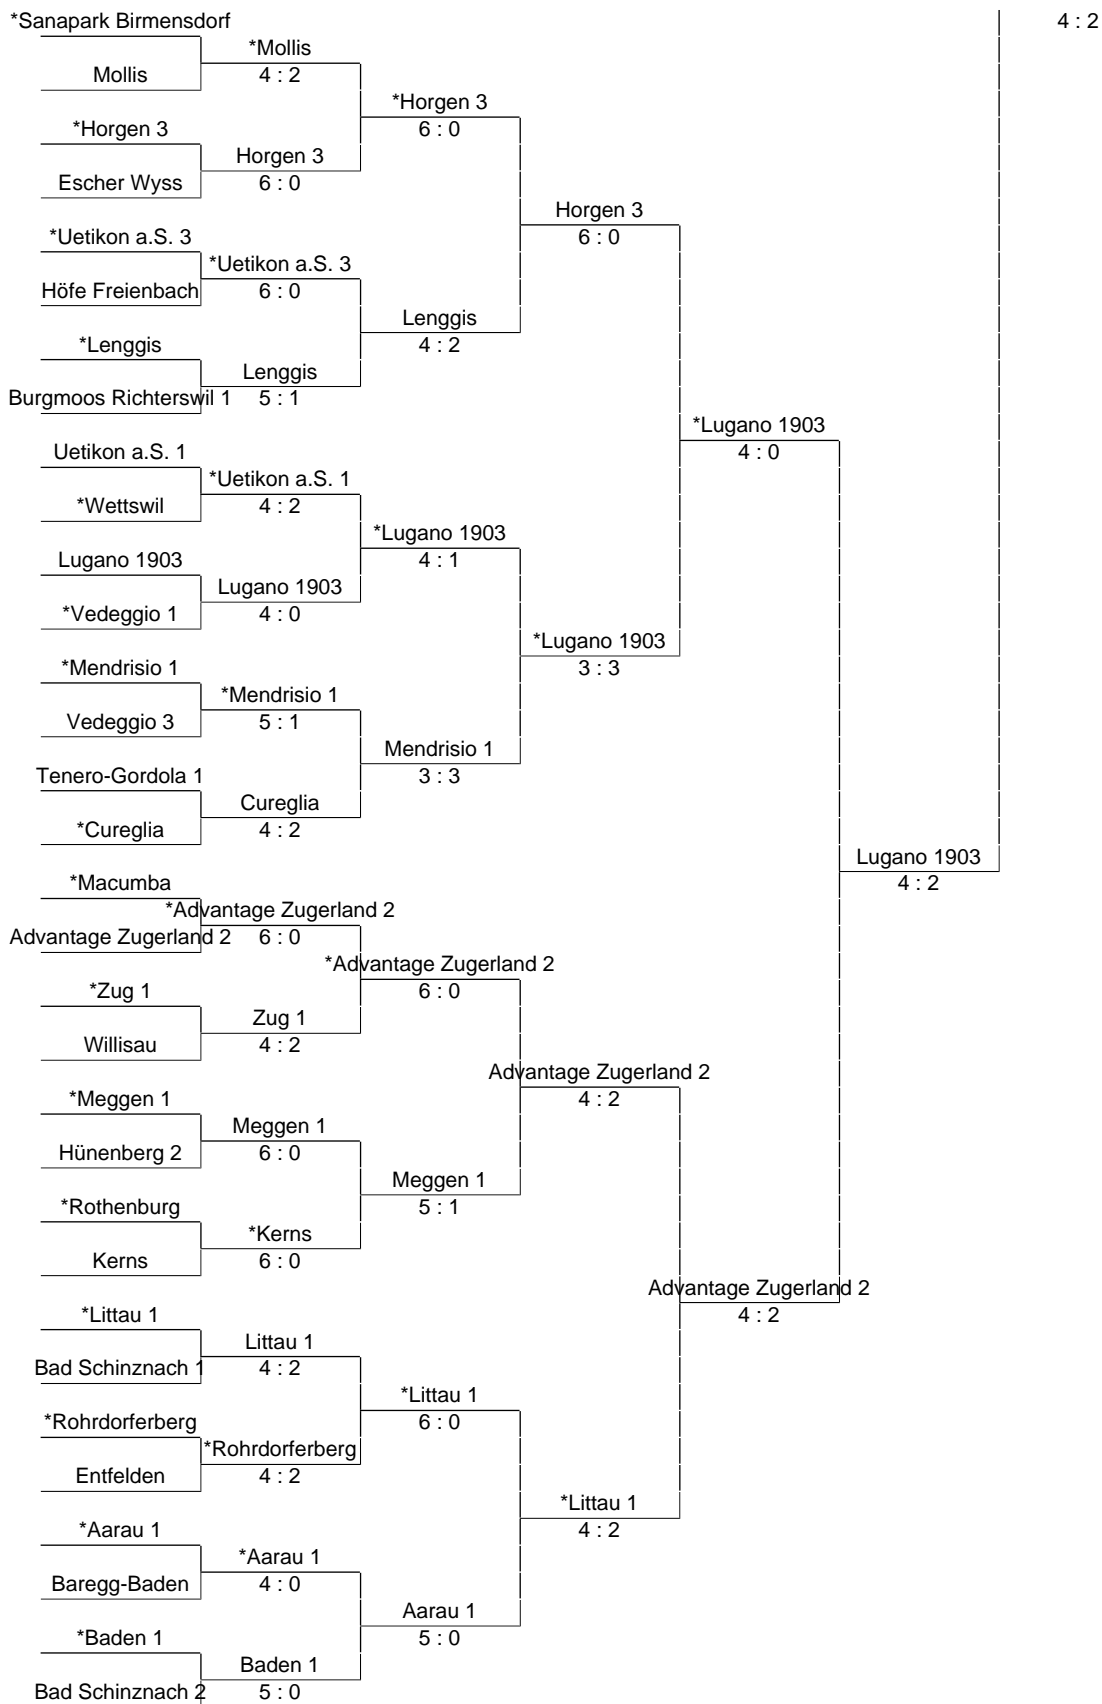 *Sanapark Birmensdorf
4 : 2
*Mollis
Mollis
4 : 2
*Horgen 3
6 : 0
*Horgen 3
Horgen 3
Escher Wyss
6 : 0
Horgen 3
6 : 0
*Uetikon a.S. 3
*Uetikon a.S. 3
Höfe Freienbach
6 : 0
Lenggis
4 : 2
*Lenggis
Lenggis
Burgmoos Richterswil 1
5 : 1
*Lugano 1903
4 : 0
Uetikon a.S. 1
*Uetikon a.S. 1
*Wettswil
4 : 2
*Lugano 1903
4 : 1
Lugano 1903
Lugano 1903
*Vedeggio 1
4 : 0
*Lugano 1903
3 : 3
*Mendrisio 1
*Mendrisio 1
Vedeggio 3
5 : 1
Mendrisio 1
3 : 3
Tenero-Gordola 1
Cureglia
*Cureglia
4 : 2
Lugano 1903
4 : 2
*Macumba
*Advantage Zugerland 2
Advantage Zugerland 2
6 : 0
*Advantage Zugerland 2
6 : 0
*Zug 1
Zug 1
Willisau
4 : 2
Advantage Zugerland 2
4 : 2
*Meggen 1
Meggen 1
Hünenberg 2
6 : 0
Meggen 1
5 : 1
*Rothenburg
*Kerns
Kerns
6 : 0
Advantage Zugerland 2
4 : 2
*Littau 1
Littau 1
Bad Schinznach 1
4 : 2
*Littau 1
6 : 0
*Rohrdorferberg
*Rohrdorferberg
Entfelden
4 : 2
*Littau 1
4 : 2
*Aarau 1
*Aarau 1
Baregg-Baden
4 : 0
Aarau 1
5 : 0
*Baden 1
Baden 1
Bad Schinznach 2
5 : 0